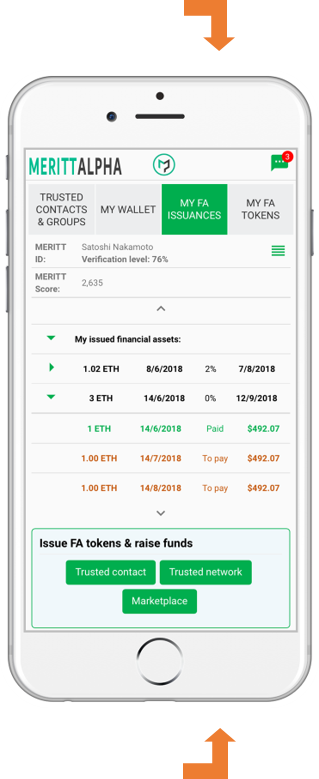 MERITTALPHA
3
TRUSTED CONTACTS & GROUPS
MY WALLET
MY FA ISSUANCES
MY FA TOKENS
MERITT ID: Satoshi Nakamoto
Verification level: 76%
MERITT Score: 2,635
My issued financial assets:
1.02 ETH 8/6/2018 2% 7/8/2018
3 ETH 14/6/2018 0% 12/9/2018
1 ETH 14/6/2018 Paid $492.07
1.00 ETH 14/7/2018 To pay $492.07
1.00 ETH 14/8/2018 To pay $492.07
Issue FA tokens & raise funds
Trusted contact Trusted network
Marketplace